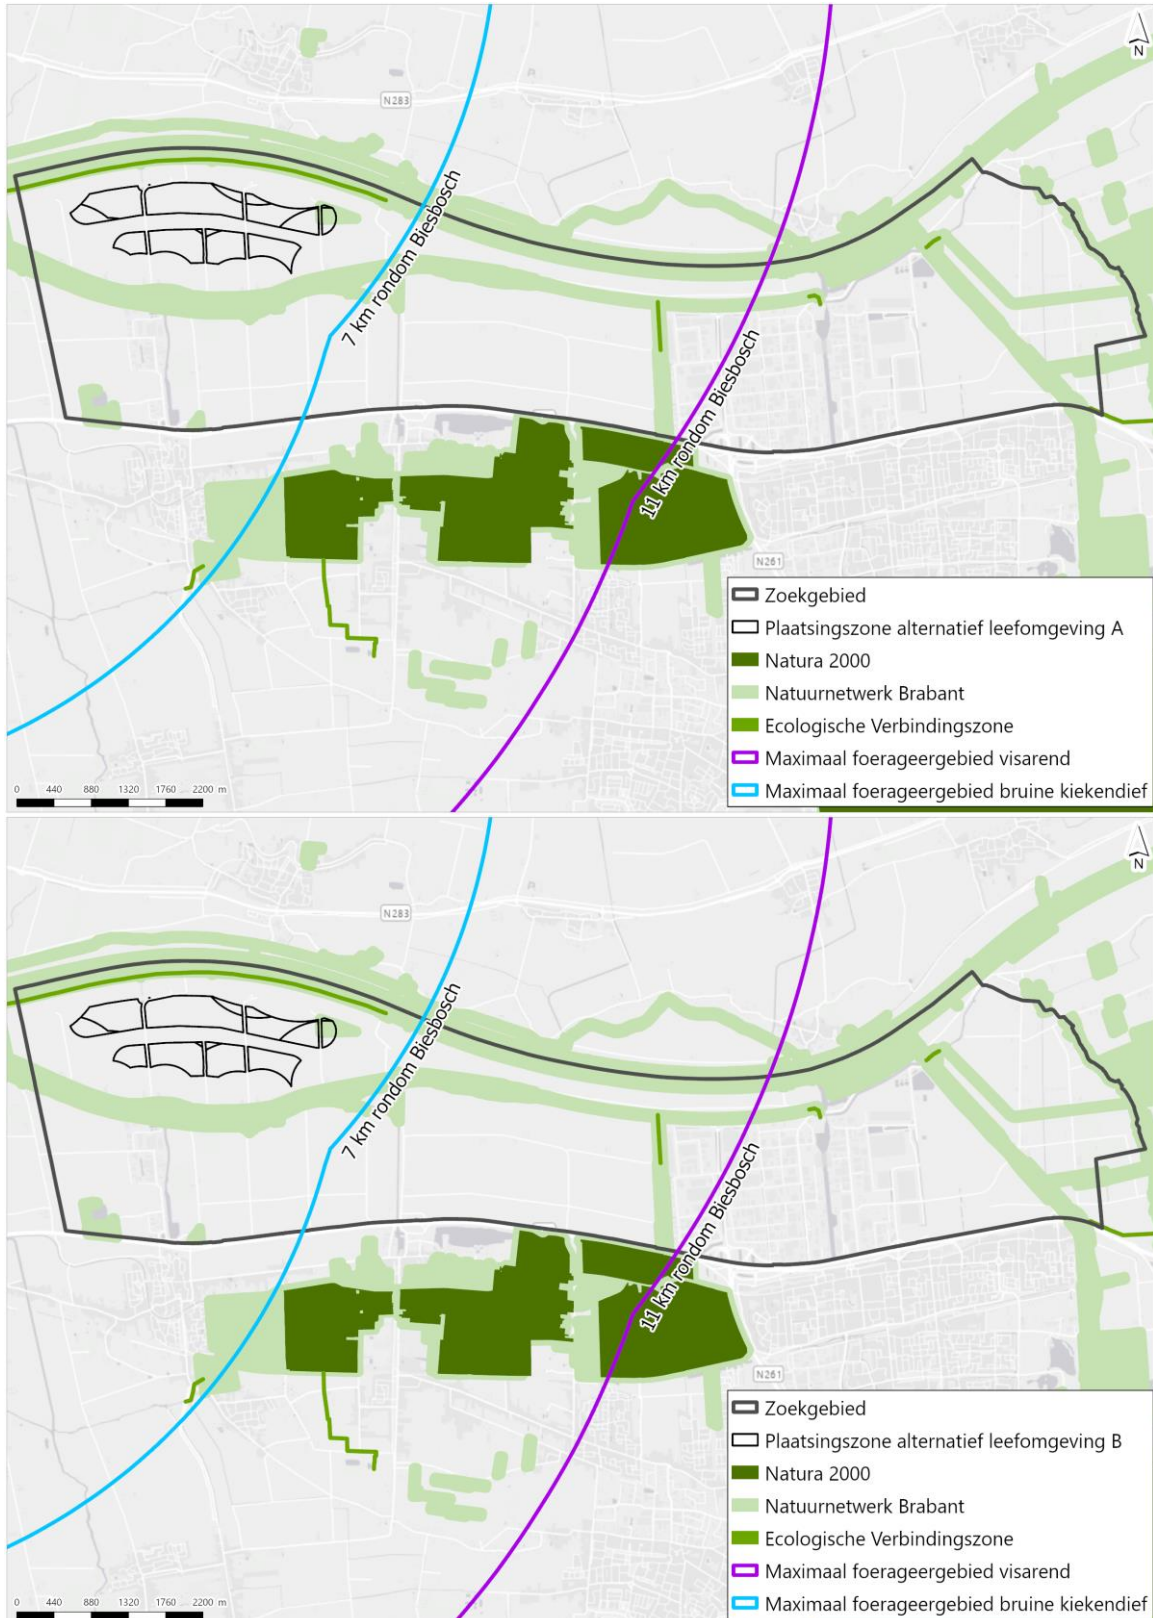 N
N283
7 km rondom Biesbosch
11 km rondom Biesbosch
N261
Zoekgebied
Plaatsingszone alternatief leefomgeving A
Natura 2000
Natuurnetwerk Brabant
Ecologische Verbindingszone
Maximaal foerageergebied visarend
Maximaal foerageergebied bruine kiekendief
0 440 880 1320 1760 2200 m
N
N283
7 km rondom Biesbosch
11 km rondom Biesbosch
N261
Zoekgebied
Plaatsingszone alternatief leefomgeving B
Natura 2000
Natuurnetwerk Brabant
Ecologische Verbindingszone
Maximaal foerageergebied visarend
Maximaal foerageergebied bruine kiekendief
0 440 880 1320 1760 2200 m